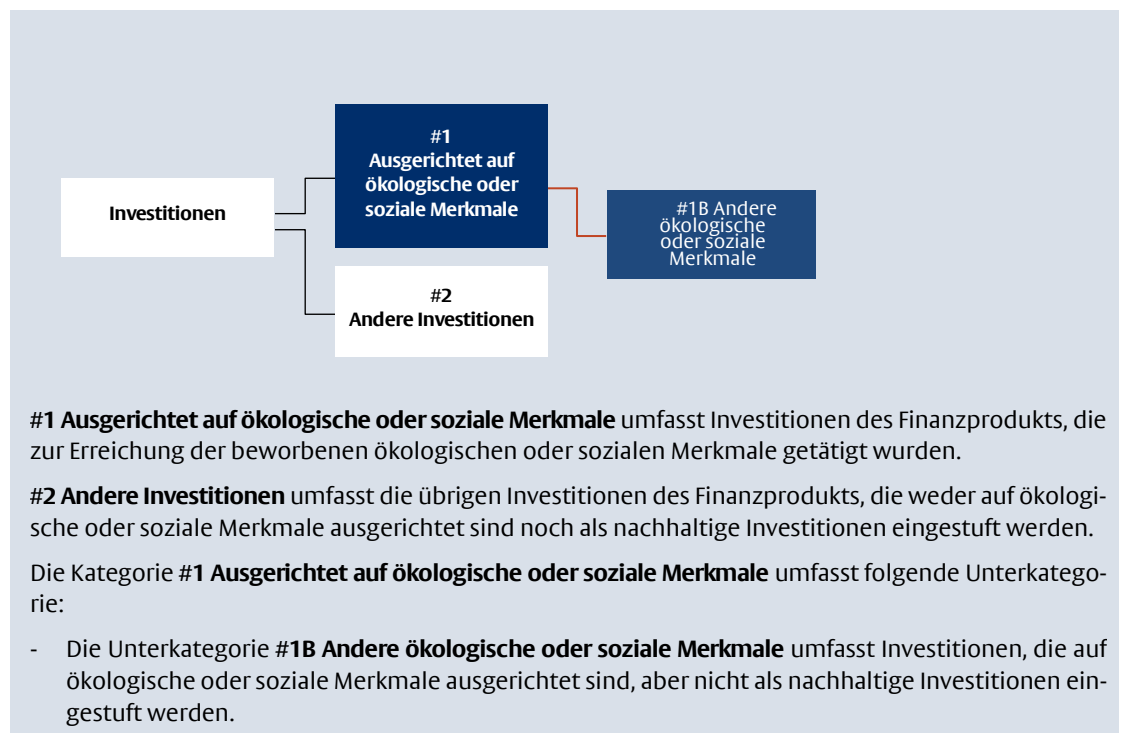 #1
Ausgerichtet auf
ökologische oder
soziale Merkmale
Investitionen
#1B Andere
ökologische
oder soziale
Merkmale
#2
Andere Investitionen
#1 Ausgerichtet auf ökologische oder soziale Merkmale umfasst Investitionen des Finanzprodukts, die
zur Erreichung der beworbenen ökologischen oder sozialen Merkmale getätigt wurden.
#2 Andere Investitionen umfasst die übrigen Investitionen des Finanzprodukts, die weder auf ökologi-
sche oder soziale Merkmale ausgerichtet sind noch als nachhaltige Investitionen eingestuft werden.
Die Kategorie #1 Ausgerichtet auf ökologische oder soziale Merkmale umfasst folgende Unterkatego-
rie:
- Die Unterkategorie #1B Andere ökologische oder soziale Merkmale umfasst Investitionen, die auf
ökologische oder soziale Merkmale ausgerichtet sind, aber nicht als nachhaltige Investitionen ein-
gestuft werden.